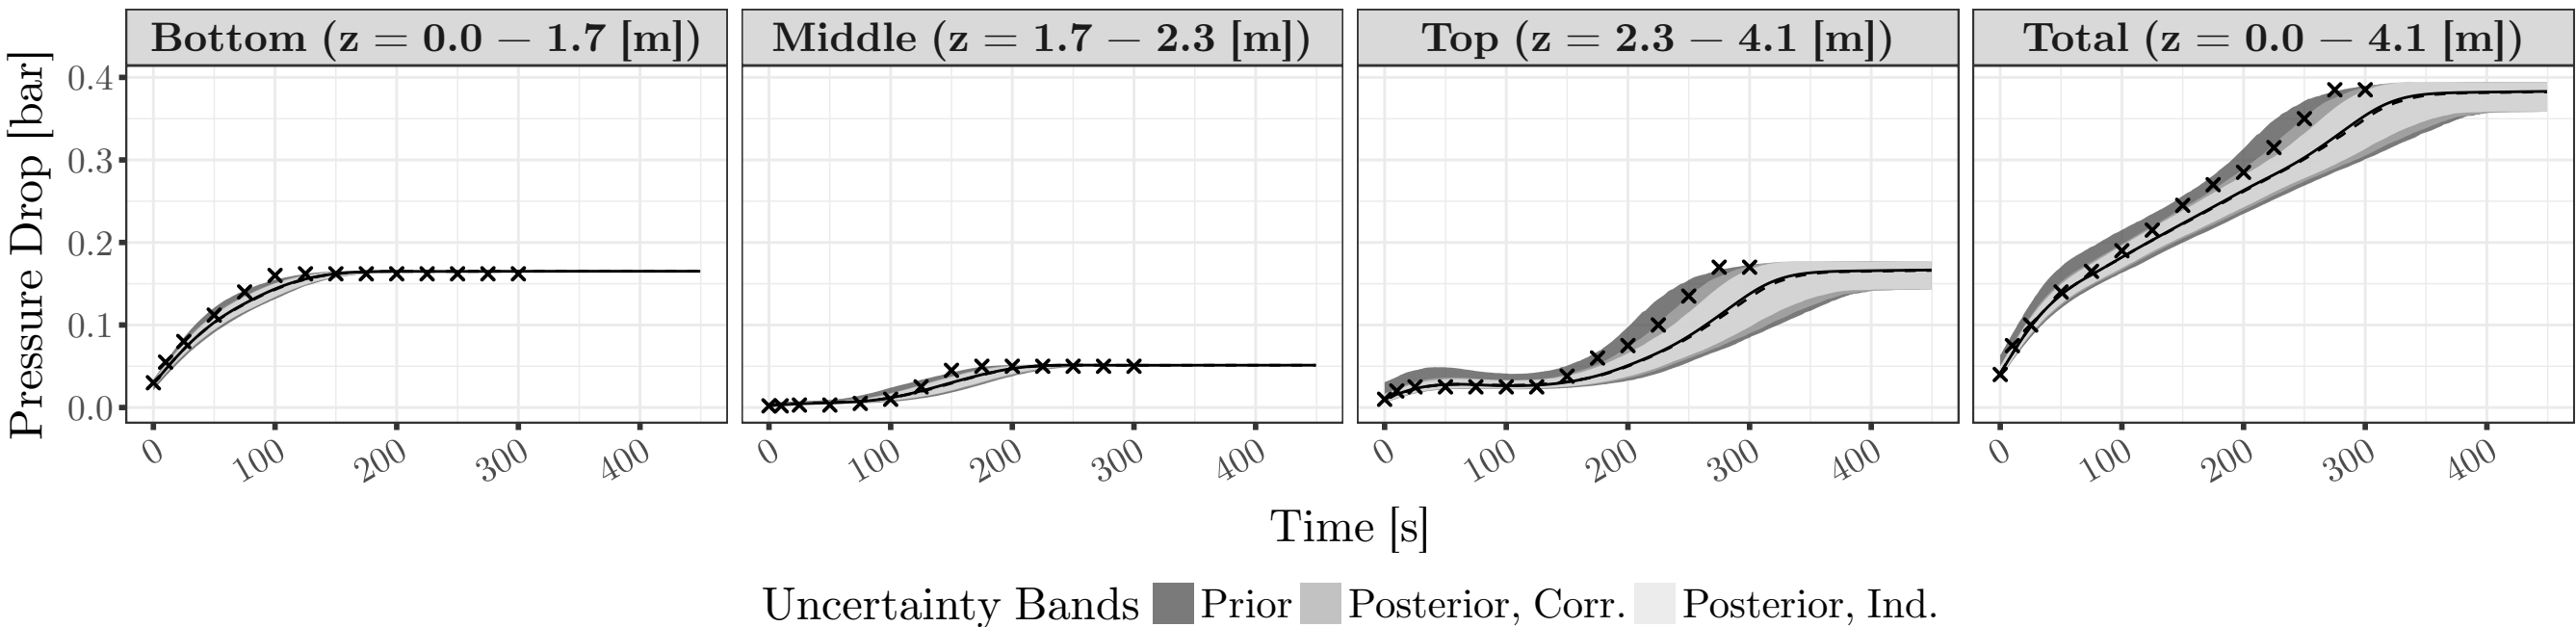 Bottom (z = 0.0 − 1.7 [m])
Middle (z = 1.7 − 2.3 [m])
Top (z = 2.3 − 4.1 [m])
Total (z = 0.0 − 4.1 [m])
Pressure Drop [bar]
0.4
0.3
0.2
0.1
0.0
0 100 200 300 400
0 100 200 300 400
0 100 200 300 400
0 100 200 300 400
Time [s]
Uncertainty Bands Prior Posterior, Corr. Posterior, Ind.